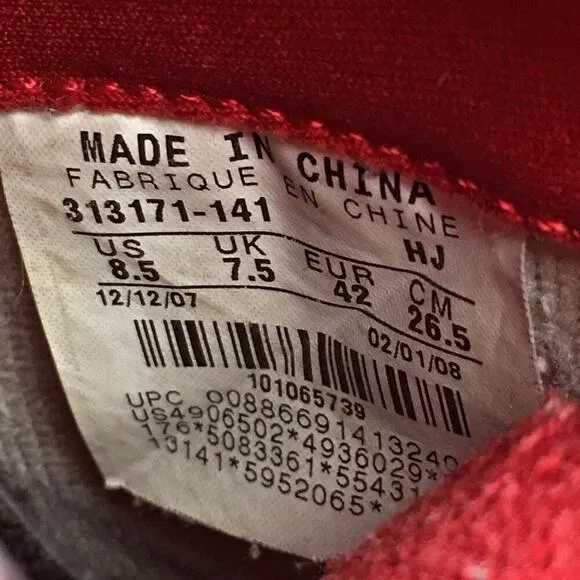 MADE IN CHINA
FABRIQUE EN CHINE
313171-141 HJ
US UK EUR CM
8.5 7.5 42 26.5
12/12/07 02/01/08
101065739
UPC 00886691413240
US4906502*4936029*
176*5083361*55431
13141*5952065*